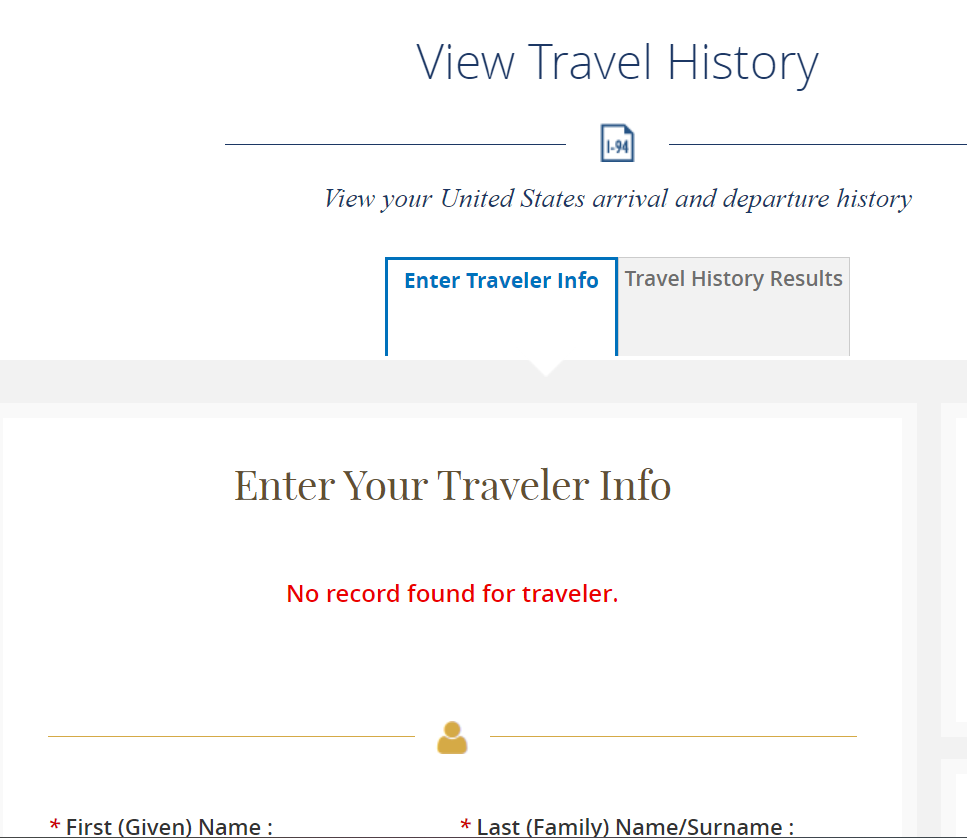 View Travel History
I-94
View your United States arrival and departure history
Enter Traveler Info
Travel History Results
Enter Your Traveler Info
No record found for traveler.
* First (Given) Name :
* Last (Family) Name/Surname :